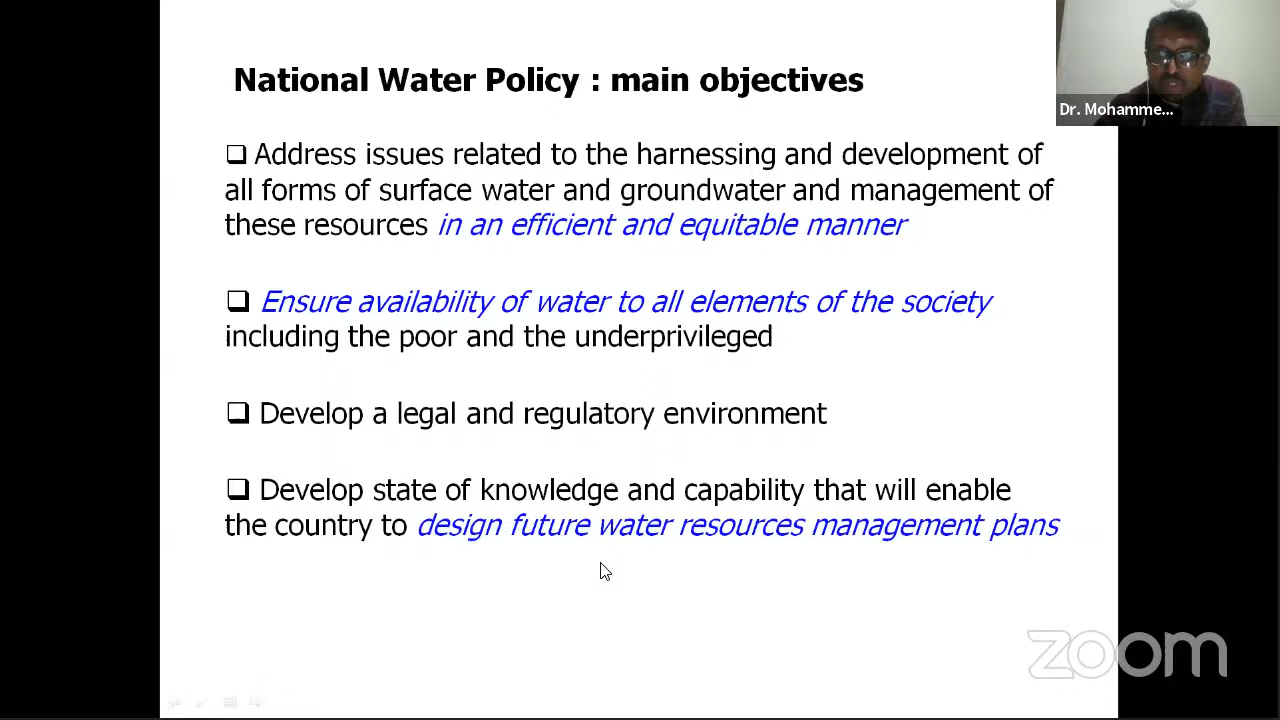 National Water Policy : main objectives
Dr. Mohamme...
❑ Address issues related to the harnessing and development of
all forms of surface water and groundwater and management of
these resources in an efficient and equitable manner
❑ Ensure availability of water to all elements of the society
including the poor and the underprivileged
❑ Develop a legal and regulatory environment
❑ Develop state of knowledge and capability that will enable
the country to design future water resources management plans
zoom